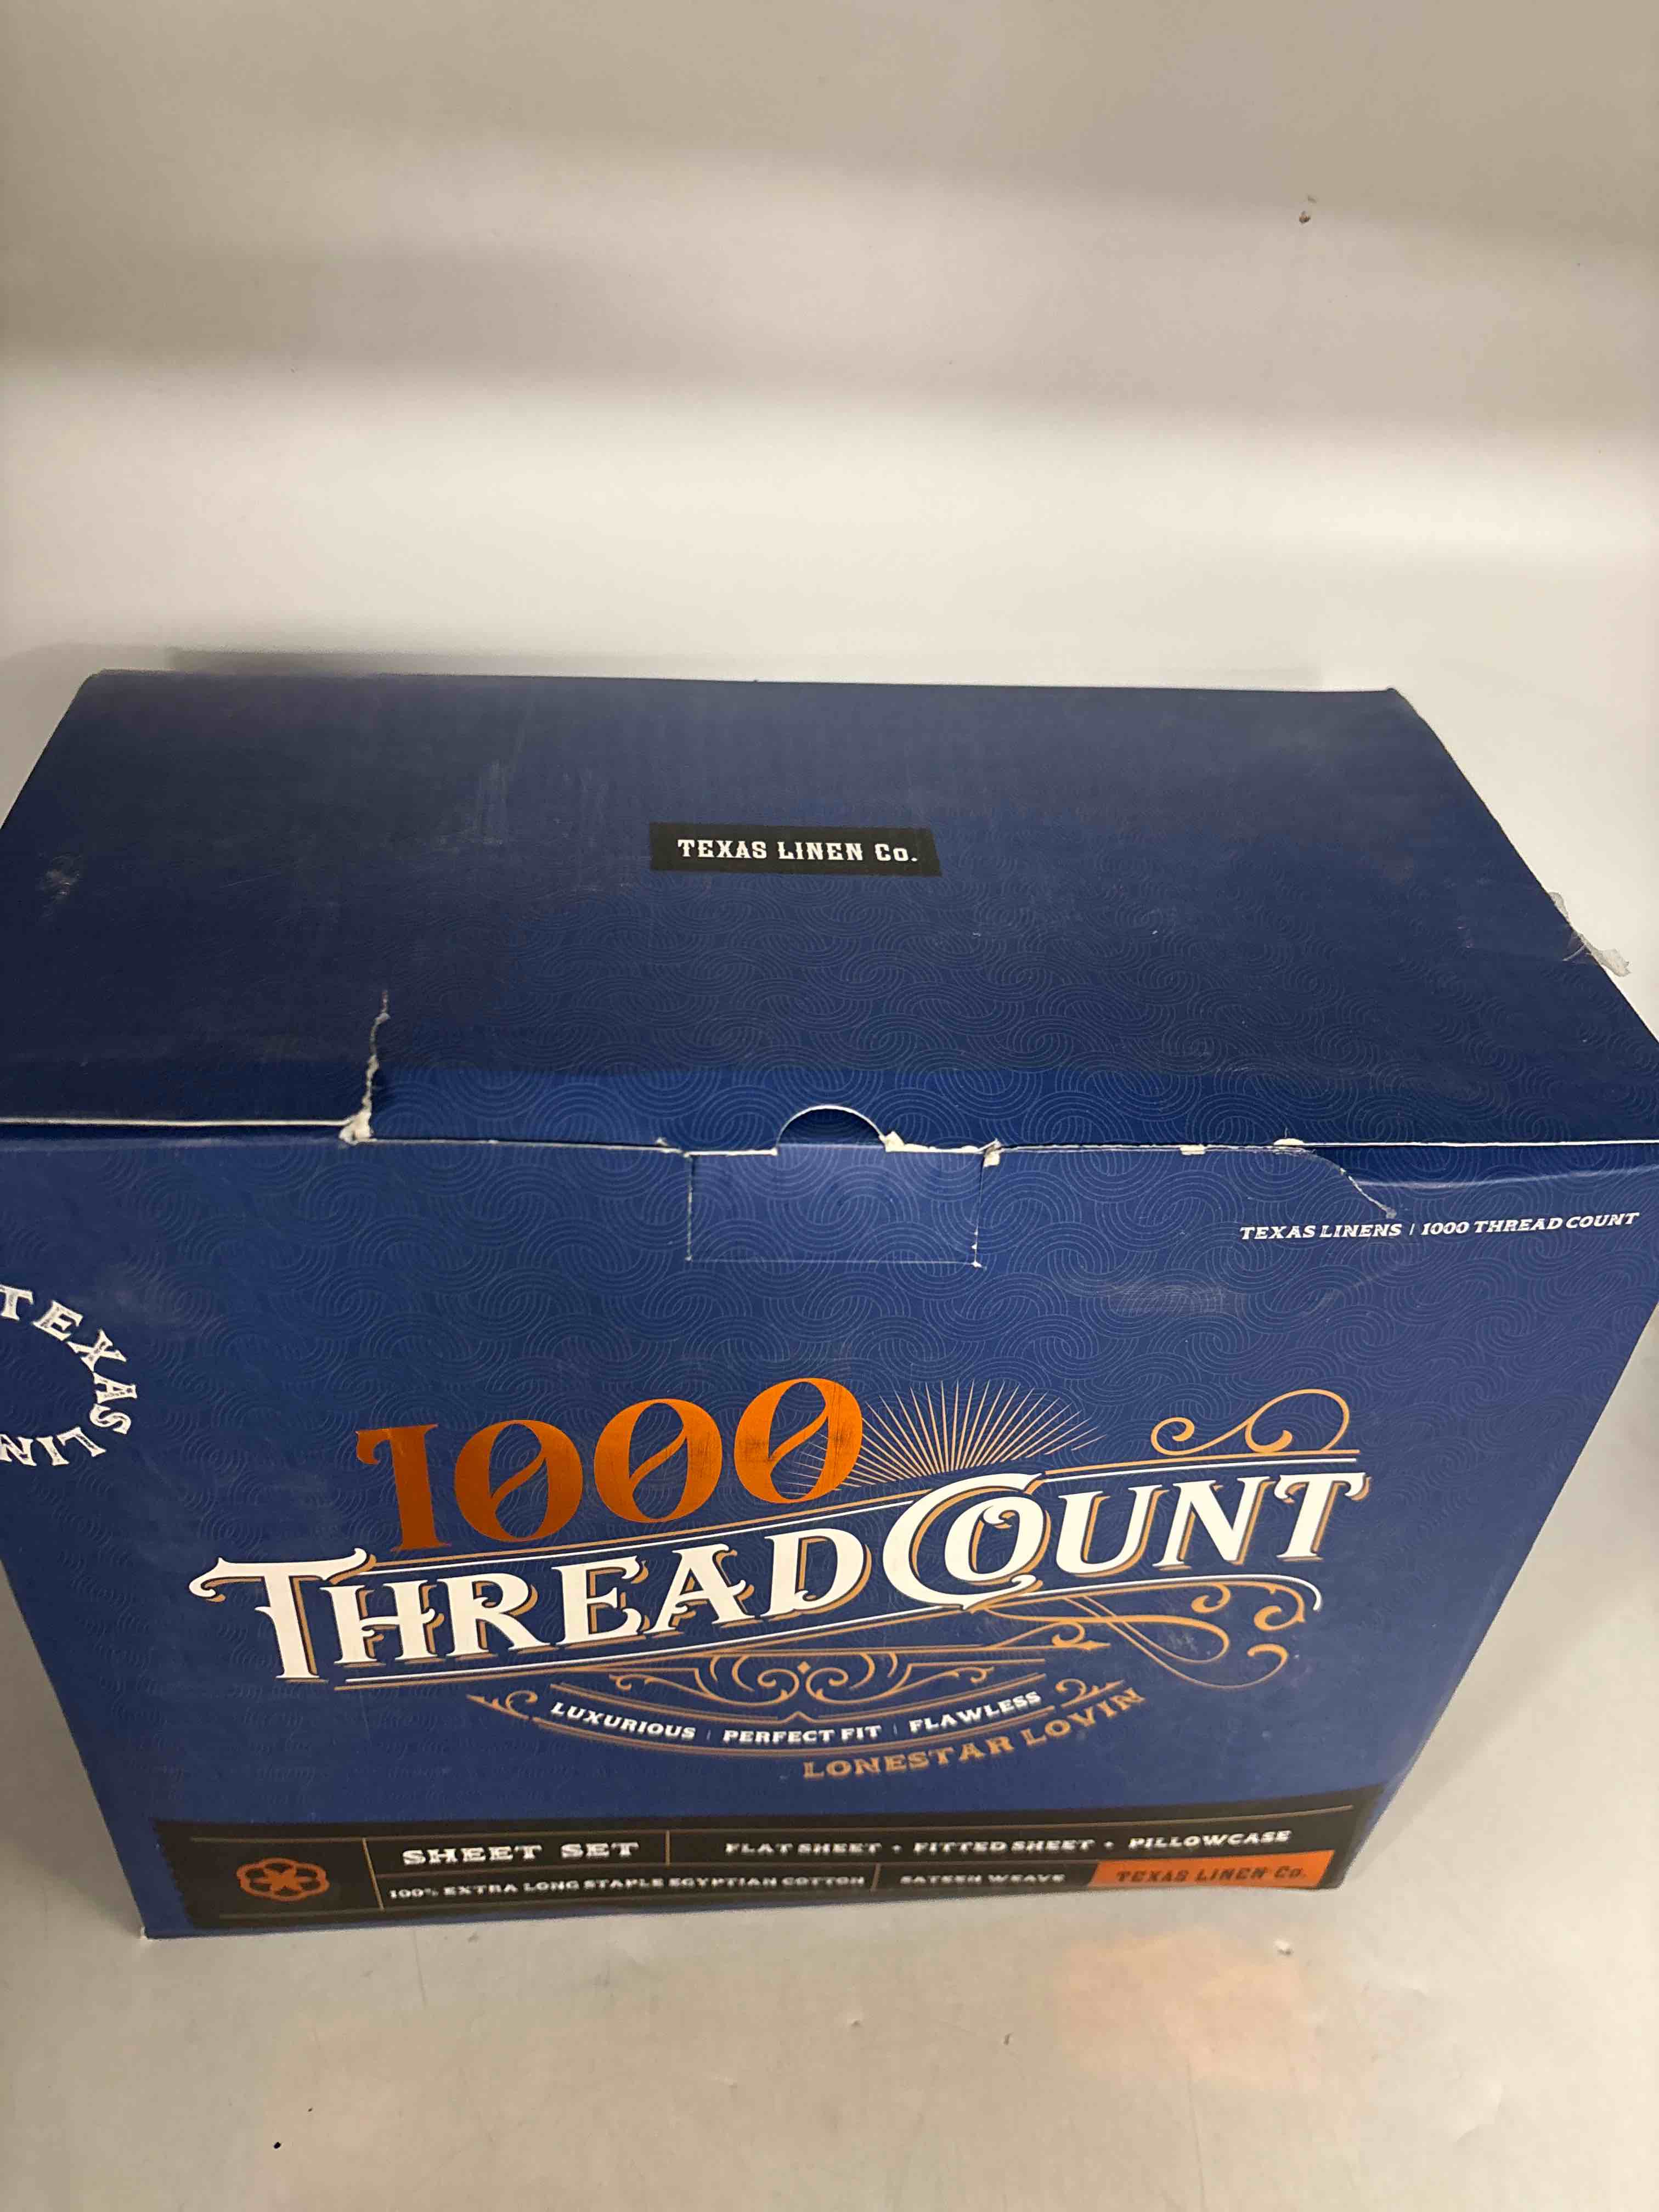 TEXAS LINEN Co.
TEXAS LINENS | 1000 THREAD COUNT
TEXAS
LIN
1000
THREAD COUNT
LUXURIOUS | PERFECT FIT | FLAWLESS
LONESTAR LOVIN
SHEET SET
FLAT SHEET • FITTED SHEET • PILLOWCASE
100% EXTRA LONG STAPLE EGYPTIAN COTTON
SATEEN WEAVE
TEXAS LINEN Co.